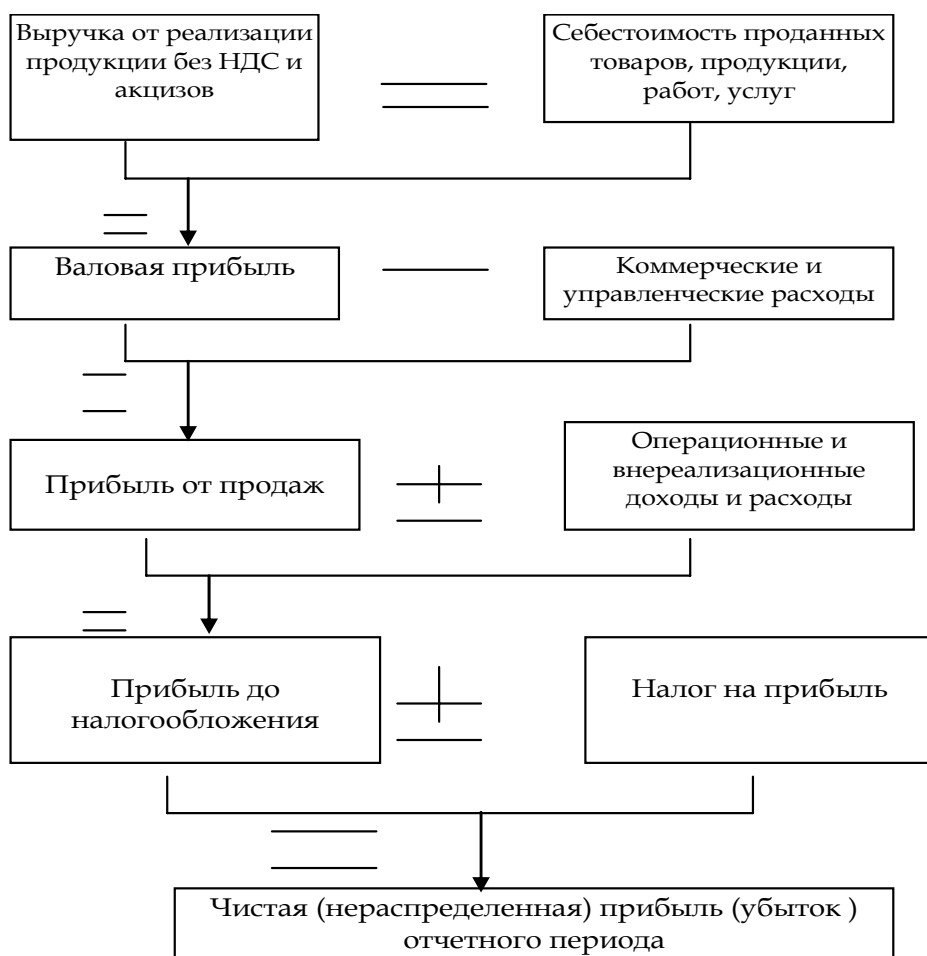 Выручка от реализации
продукции без НДС и
акцизов
Себестоимость проданных
товаров, продукции,
работ, услуг
Валовая прибыль
Коммерческие и
управленческие расходы
Прибыль от продаж
Операционные и
внереализационные
доходы и расходы
Прибыль до
налогообложения
Налог на прибыль
Чистая (нераспределенная) прибыль (убыток )
отчетного периода